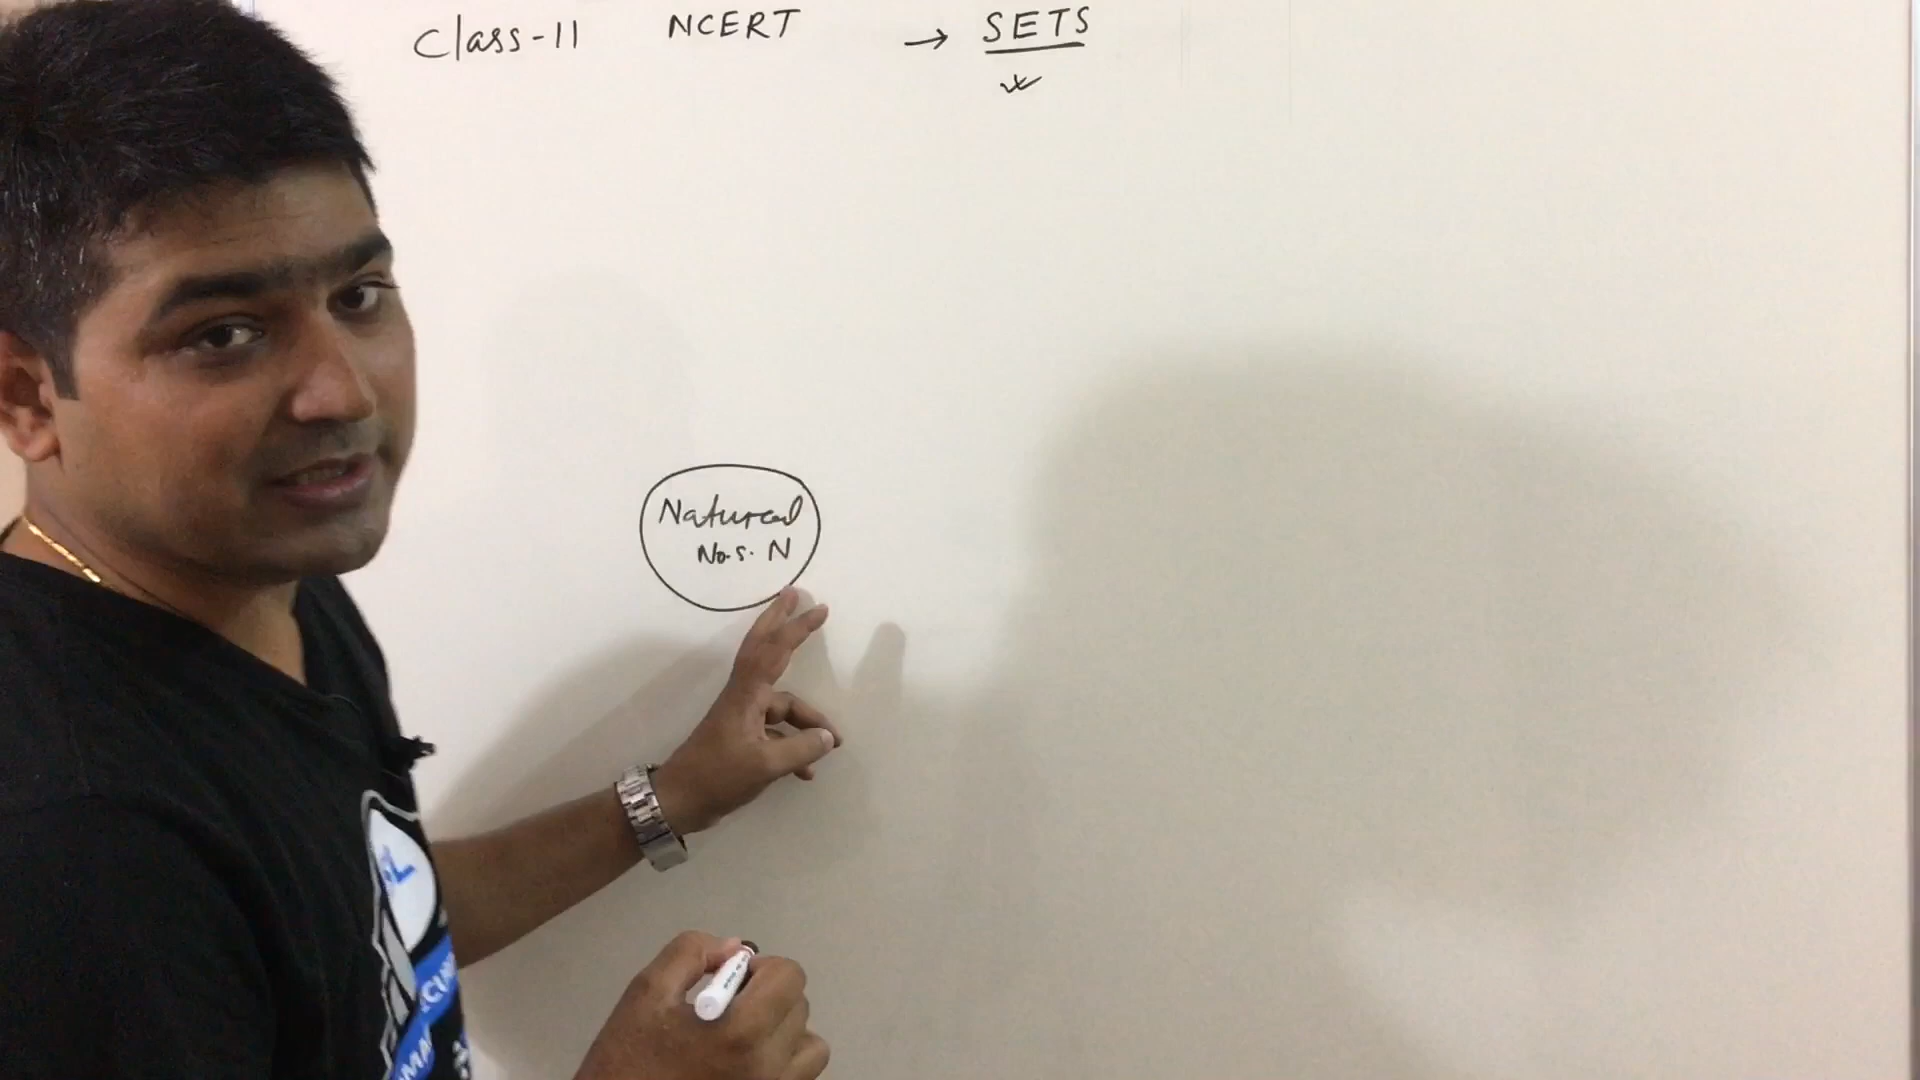 Class-11 NCERT → SETS
Natural
No.s. N